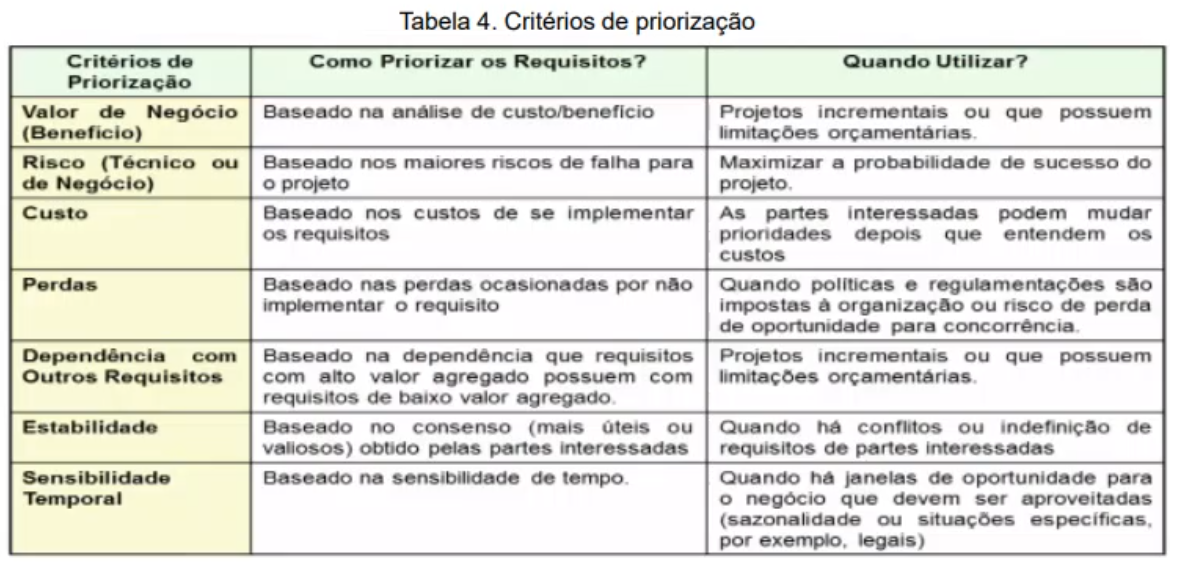 Tabela 4. Critérios de priorização
Critérios de Priorização | Como Priorizar os Requisitos? | Quando Utilizar?
Valor de Negócio (Benefício) | Baseado na análise de custo/benefício | Projetos incrementais ou que possuem limitações orçamentárias.
Risco (Técnico ou de Negócio) | Baseado nos maiores riscos de falha para o projeto | Maximizar a probabilidade de sucesso do projeto.
Custo | Baseado nos custos de se implementar os requisitos | As partes interessadas podem mudar prioridades depois que entendem os custos
Perdas | Baseado nas perdas ocasionadas por não implementar o requisito | Quando políticas e regulamentações são impostas à organização ou risco de perda de oportunidade para concorrência.
Dependência com Outros Requisitos | Baseado na dependência que requisitos com alto valor agregado possuem com requisitos de baixo valor agregado. | Projetos incrementais ou que possuem limitações orçamentárias.
Estabilidade | Baseado no consenso (mais úteis ou valiosos) obtido pelas partes interessadas | Quando há conflitos ou indefinição de requisitos de partes interessadas
Sensibilidade Temporal | Baseado na sensibilidade de tempo. | Quando há janelas de oportunidade para o negócio que devem ser aproveitadas (sazonalidade ou situações específicas, por exemplo, legais)